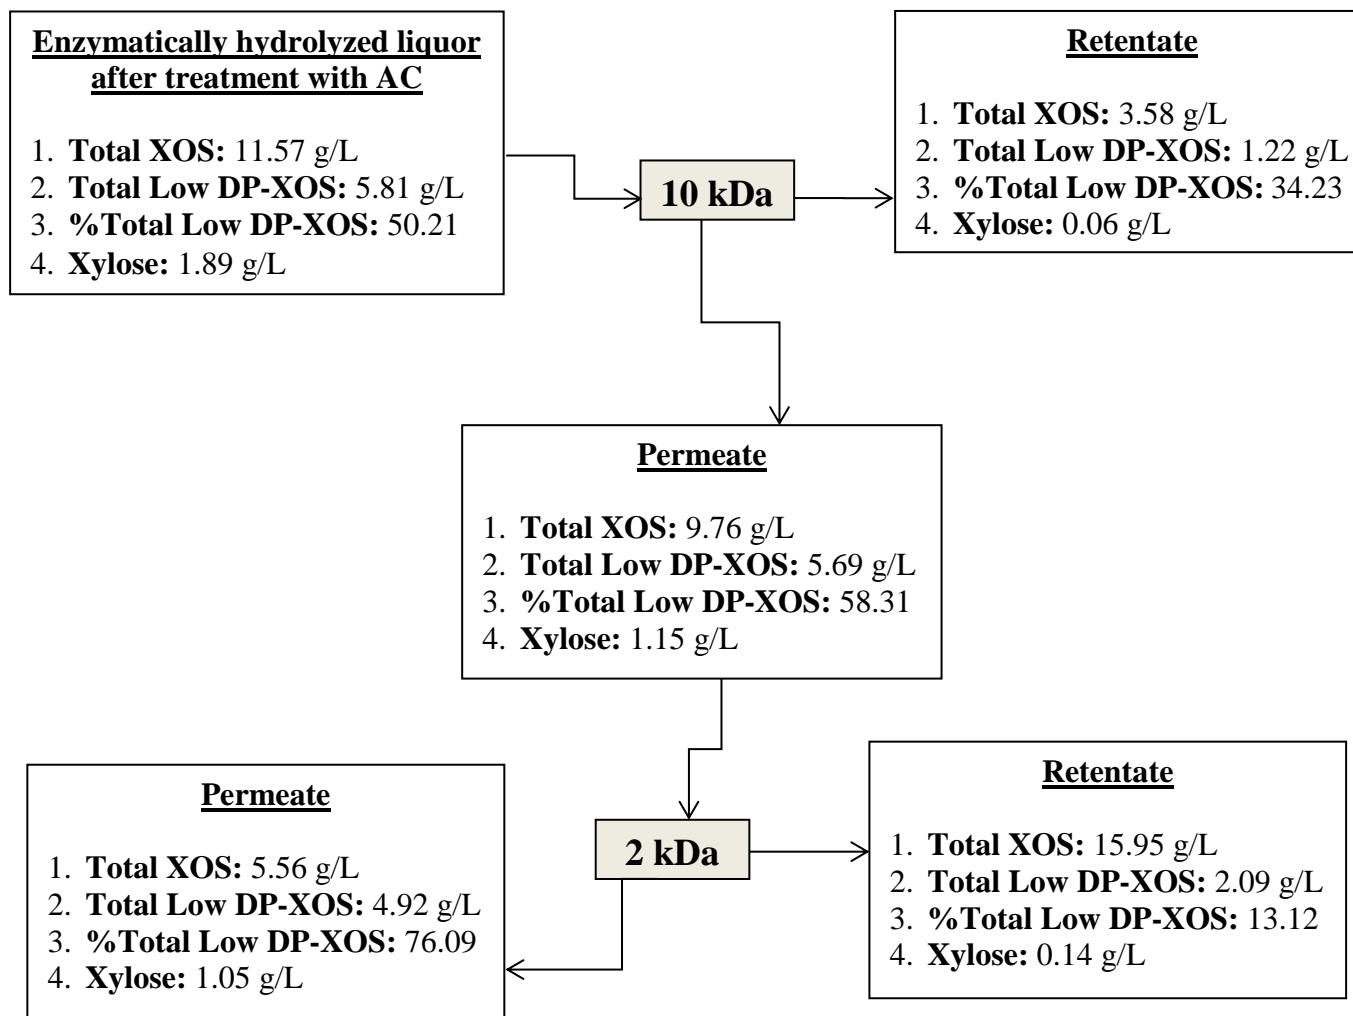 Enzymatically hydrolyzed liquor
after treatment with AC
1. Total XOS: 11.57 g/L
2. Total Low DP-XOS: 5.81 g/L
3. %Total Low DP-XOS: 50.21
4. Xylose: 1.89 g/L
10 kDa
Retentate
1. Total XOS: 3.58 g/L
2. Total Low DP-XOS: 1.22 g/L
3. %Total Low DP-XOS: 34.23
4. Xylose: 0.06 g/L
Permeate
1. Total XOS: 9.76 g/L
2. Total Low DP-XOS: 5.69 g/L
3. %Total Low DP-XOS: 58.31
4. Xylose: 1.15 g/L
Permeate
1. Total XOS: 5.56 g/L
2. Total Low DP-XOS: 4.92 g/L
3. %Total Low DP-XOS: 76.09
4. Xylose: 1.05 g/L
2 kDa
Retentate
1. Total XOS: 15.95 g/L
2. Total Low DP-XOS: 2.09 g/L
3. %Total Low DP-XOS: 13.12
4. Xylose: 0.14 g/L